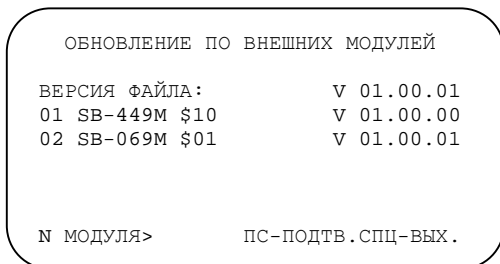 ОБНОВЛЕНИЕ ПО ВНЕШНИХ МОДУЛЕЙ
ВЕРСИЯ ФАЙЛА: V 01.00.01
01 SB-449M $10 V 01.00.00
02 SB-069M $01 V 01.00.01
N МОДУЛЯ> ПС-ПОДТВ.СПЦ-ВЫХ.